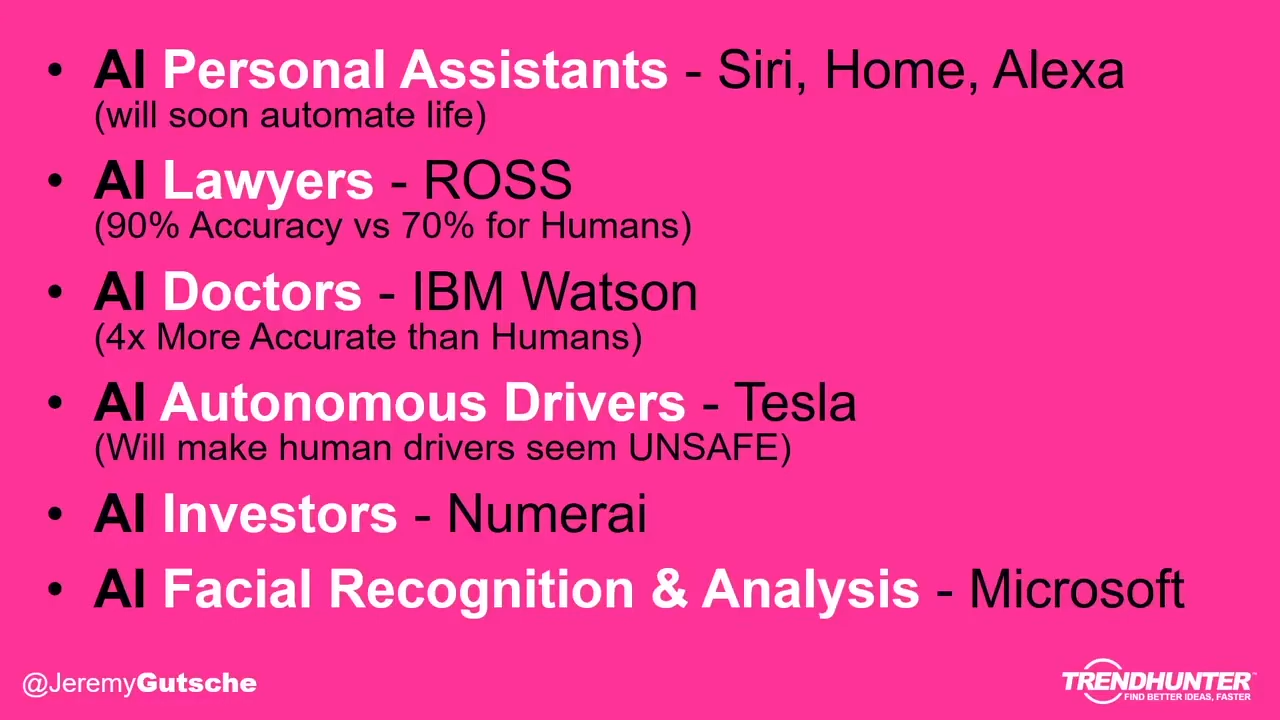 • AI Personal Assistants - Siri, Home, Alexa
(will soon automate life)
• AI Lawyers - ROSS
(90% Accuracy vs 70% for Humans)
• AI Doctors - IBM Watson
(4x More Accurate than Humans)
• AI Autonomous Drivers - Tesla
(Will make human drivers seem UNSAFE)
• AI Investors - Numerai
• AI Facial Recognition & Analysis - Microsoft
@JeremyGutsche
TRENDHUNTER™
FIND BETTER IDEAS, FASTER